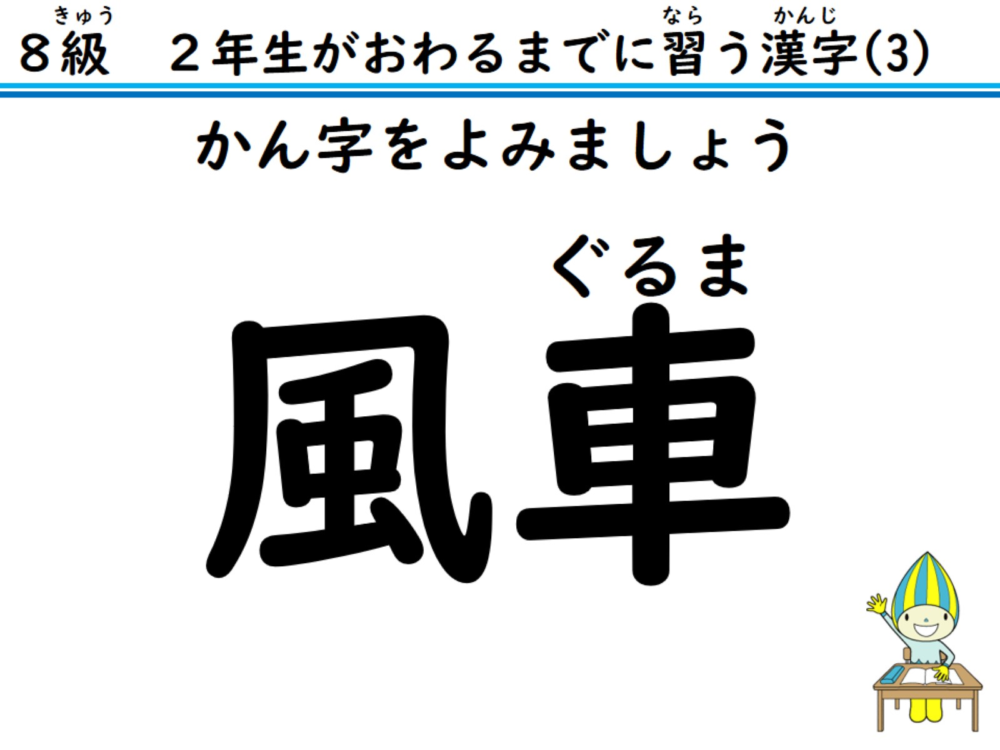 きゅう なら かんじ
８級　２年生がおわるまでに習う漢字(3)
かん字をよみましょう
ぐるま
風車